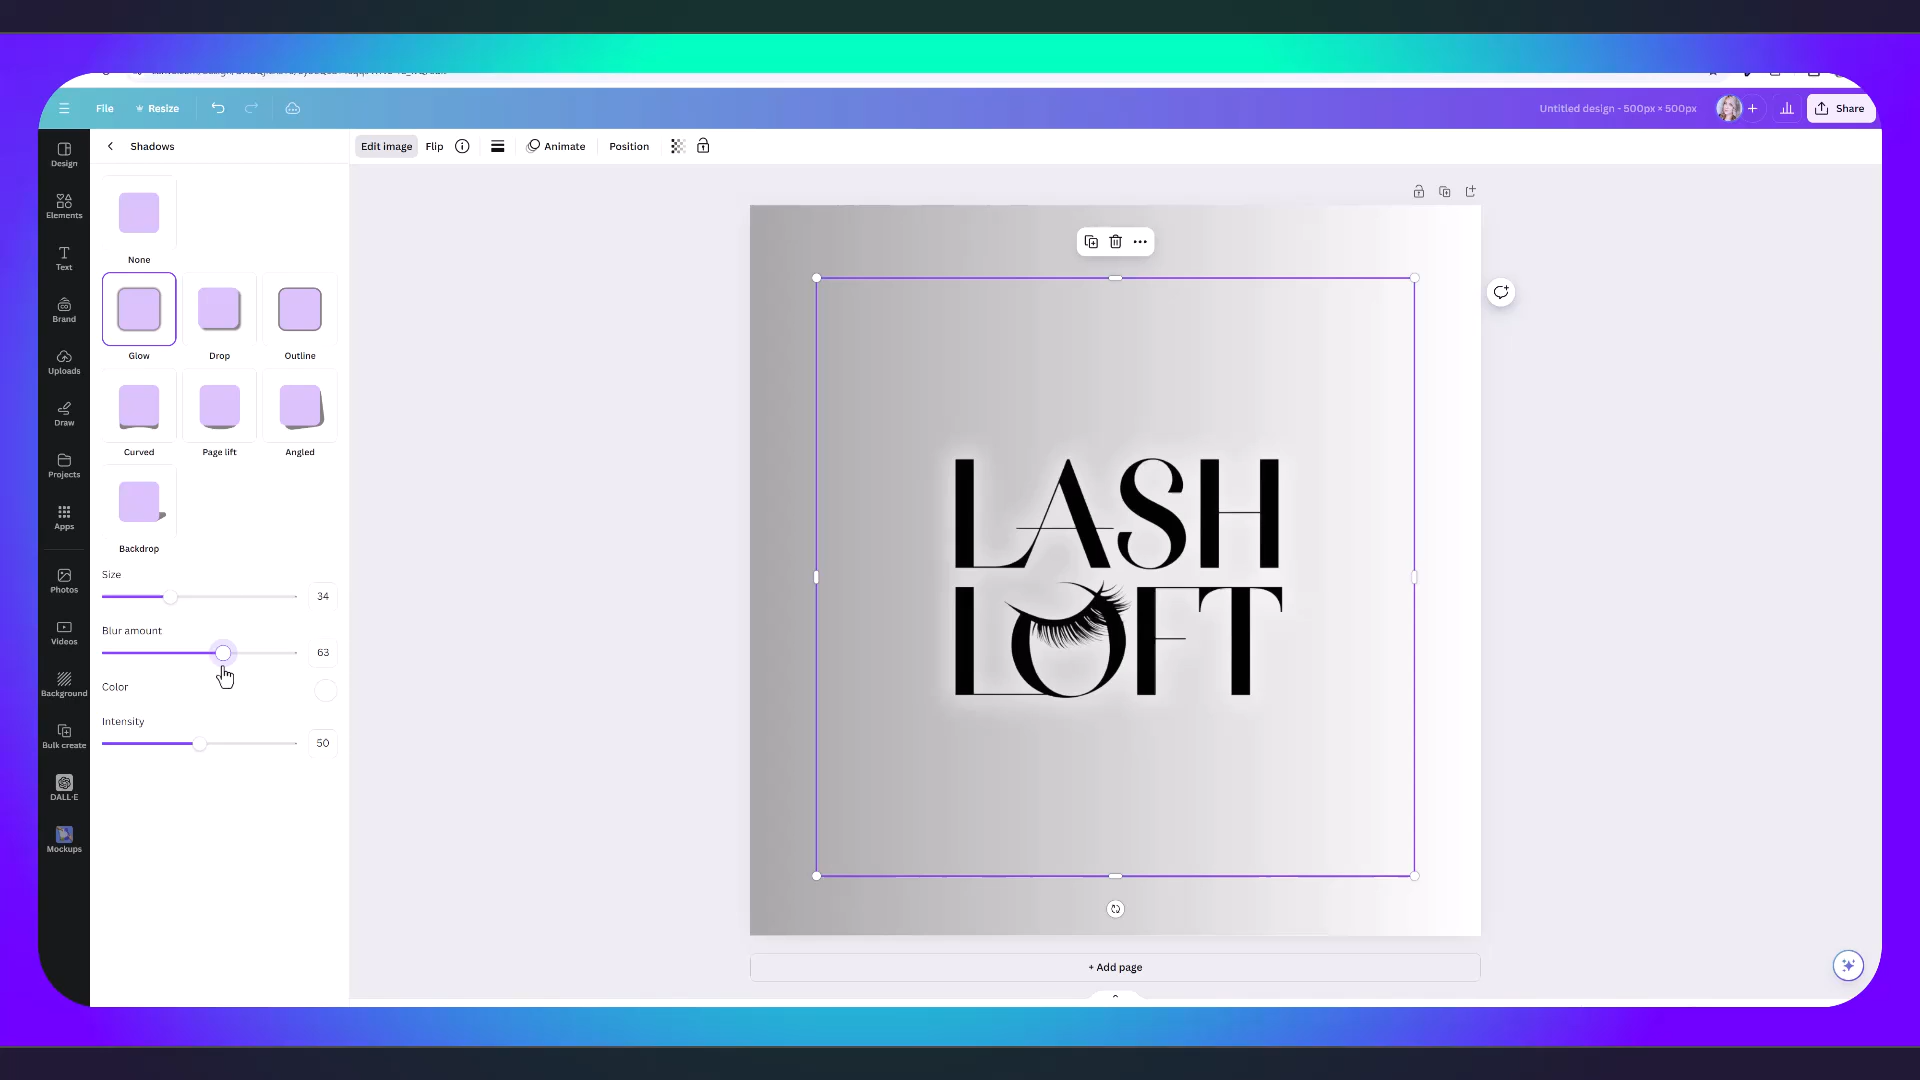 File
Resize
Untitled design - 500px × 500px
Share
Design
Elements
Text
Brand
Uploads
Draw
Projects
Apps
Photos
Videos
Background
Bulk create
DALL·E
Mockups
Shadows
None
Glow
Drop
Outline
Curved
Page lift
Angled
Backdrop
Size
34
Blur amount
63
Color
Intensity
50
Edit image
Flip
Animate
Position
LASH
LOFT
+ Add page